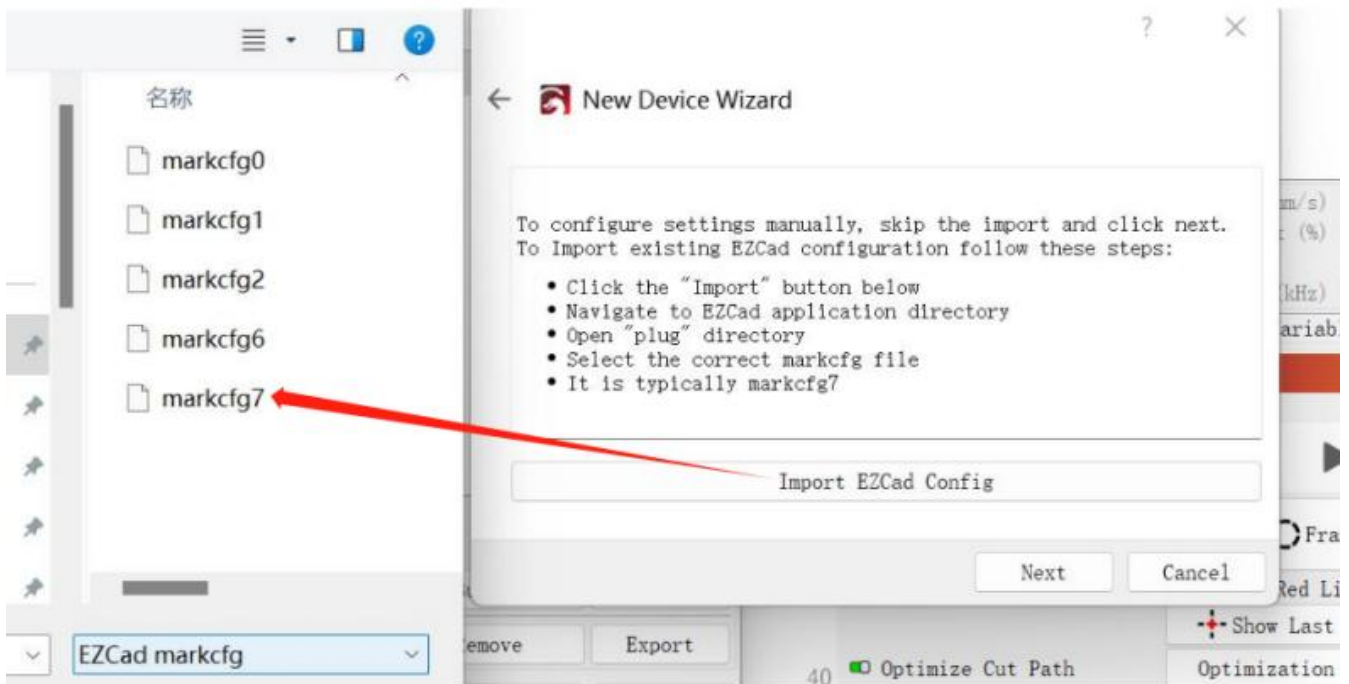 名称
markcfg0
markcfg1
markcfg2
markcfg6
markcfg7
EZCad markcfg
?
New Device Wizard
To configure settings manually, skip the import and click next.
To Import existing EZCad configuration follow these steps:
• Click the "Import" button below
• Navigate to EZCad application directory
• Open "plug" directory
• Select the correct markcfg file
• It is typically markcfg7
Import EZCad Config
Next Cancel
Export
40 Optimize Cut Path
(%)
Show Last
Optimization